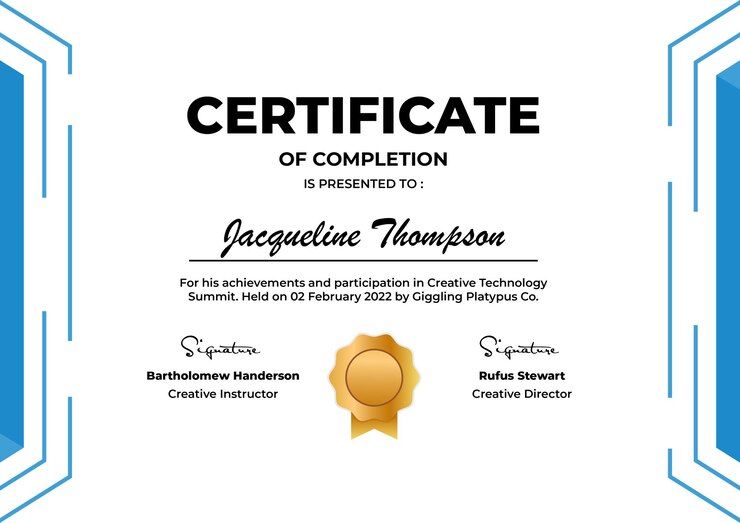 CERTIFICATE
OF COMPLETION
IS PRESENTED TO :
Jacqueline Thompson
For his achievements and participation in Creative Technology
Summit. Held on 02 February 2022 by Giggling Platypus Co.
Signature
Bartholomew Handerson
Creative Instructor
Signature
Rufus Stewart
Creative Director